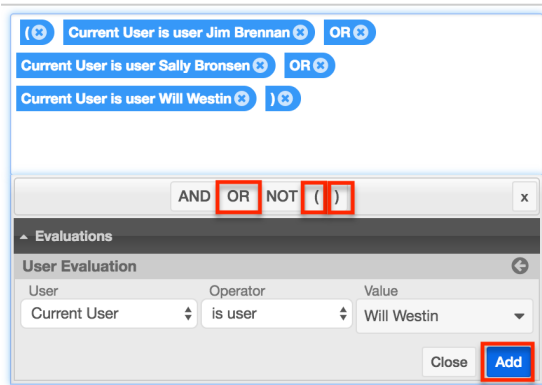 ( Current User is user Jim Brennan OR
Current User is user Sally Bronsen OR
Current User is user Will Westin )
AND OR NOT ( ) x
Evaluations
User Evaluation
User Operator Value
Current User is user Will Westin
Close Add